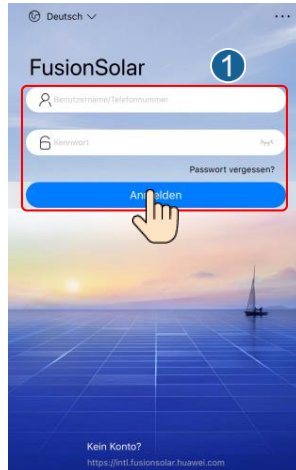 Deutsch
FusionSolar
1
Benutzername/Telefonnummer
Kennwort
Passwort vergessen?
Anmelden
Kein Konto?
https://intl.fusionsolar.huawei.com